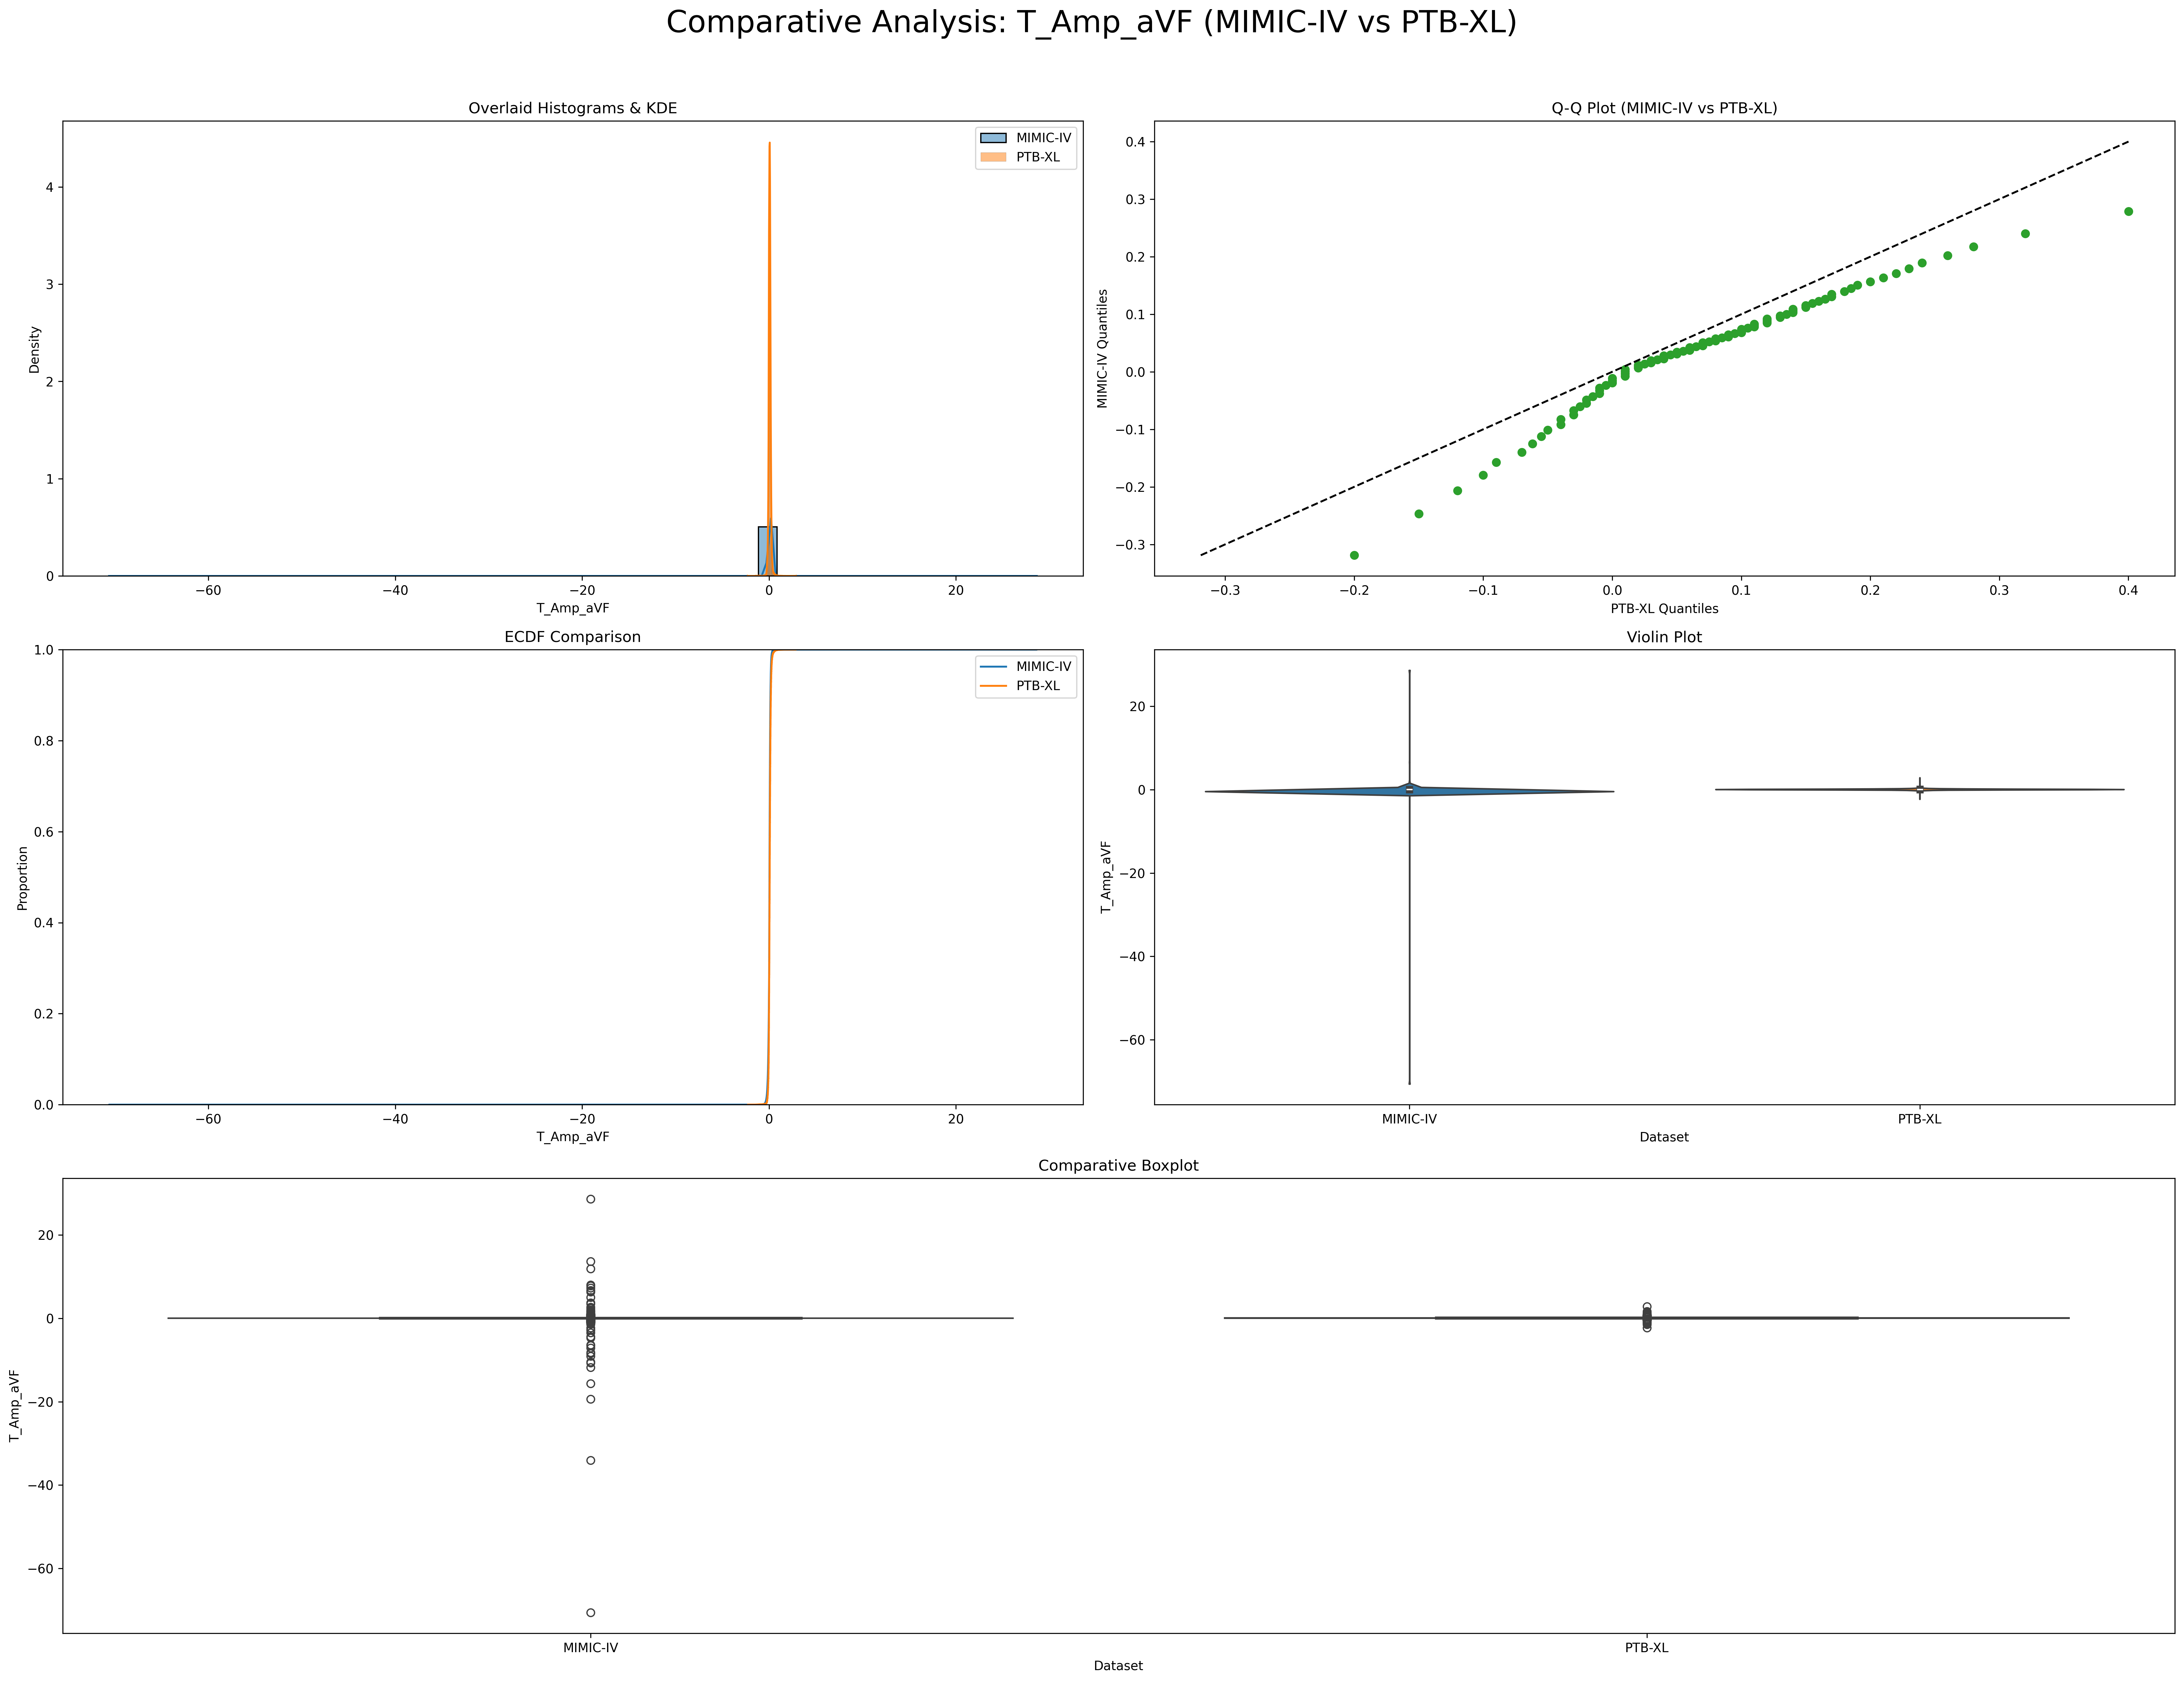 Comparative Analysis: T_Amp_aVF (MIMIC-IV vs PTB-XL)
Overlaid Histograms & KDE
MIMIC-IV
PTB-XL
Density
4
3
2
1
0
−60
−40
−20
0
20
T_Amp_aVF
Q-Q Plot (MIMIC-IV vs PTB-XL)
MIMIC-IV Quantiles
0.4
0.3
0.2
0.1
0.0
−0.1
−0.2
−0.3
−0.3
−0.2
−0.1
0.0
0.1
0.2
0.3
0.4
PTB-XL Quantiles
ECDF Comparison
MIMIC-IV
PTB-XL
Proportion
1.0
0.8
0.6
0.4
0.2
0.0
−60
−40
−20
0
20
T_Amp_aVF
Violin Plot
T_Amp_aVF
20
0
−20
−40
−60
MIMIC-IV
PTB-XL
Dataset
Comparative Boxplot
T_Amp_aVF
20
0
−20
−40
−60
MIMIC-IV
PTB-XL
Dataset